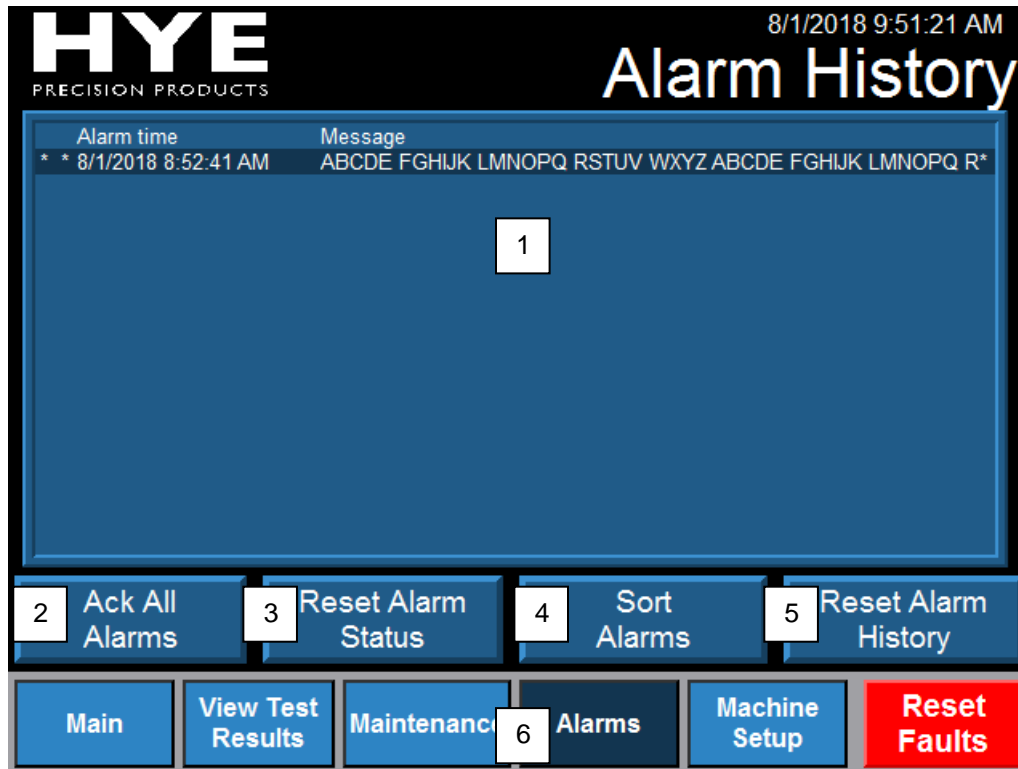 HYE
PRECISION PRODUCTS
8/1/2018 9:51:21 AM
Alarm History
Alarm time Message
* * 8/1/2018 8:52:41 AM ABCDE FGHIJK LMNOPQ RSTUV WXYZ ABCDE FGHIJK LMNOPQ R*
1
2 Ack All
Alarms
3 Reset Alarm
Status
4 Sort
Alarms
5 Reset Alarm
History
Main
View Test
Results
Maintenance
6 Alarms
Machine
Setup
Reset
Faults